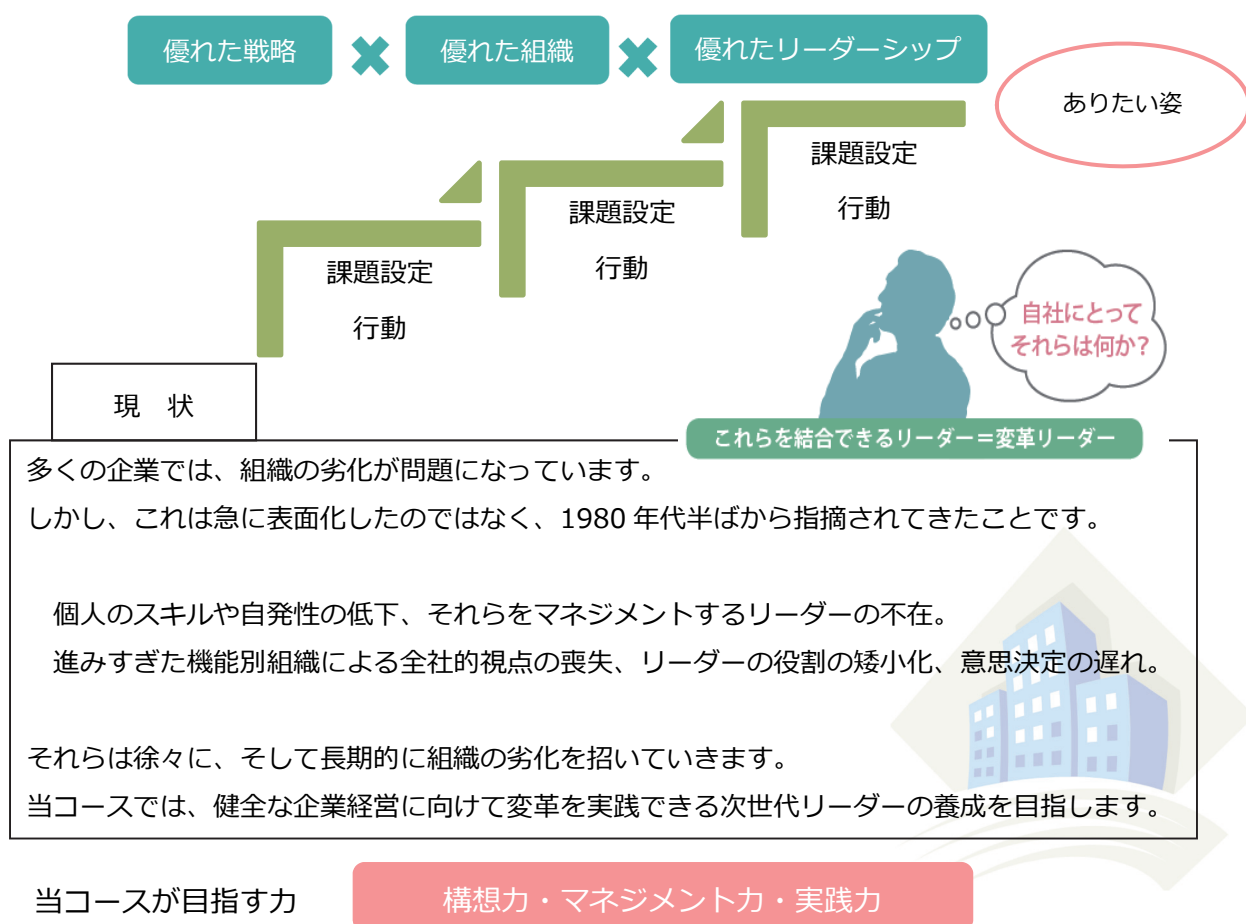 優れた戦略 ✖ 優れた組織 ✖ 優れたリーダーシップ
ありたい姿
課題設定
行動
課題設定
行動
課題設定
行動
自社にとって
それらは何か?
現 状
これらを結合できるリーダー=変革リーダー
多くの企業では、組織の劣化が問題になっています。
しかし、これは急に表面化したのではなく、1980 年代半ばから指摘されてきたことです。
個人のスキルや自発性の低下、それらをマネジメントするリーダーの不在。
進みすぎた機能別組織による全社的視点の喪失、リーダーの役割の矮小化、意思決定の遅れ。
それらは徐々に、そして長期的に組織の劣化を招いていきます。
当コースでは、健全な企業経営に向けて変革を実践できる次世代リーダーの養成を目指します。
当コースが目指す力
構想力・マネジメント力・実践力